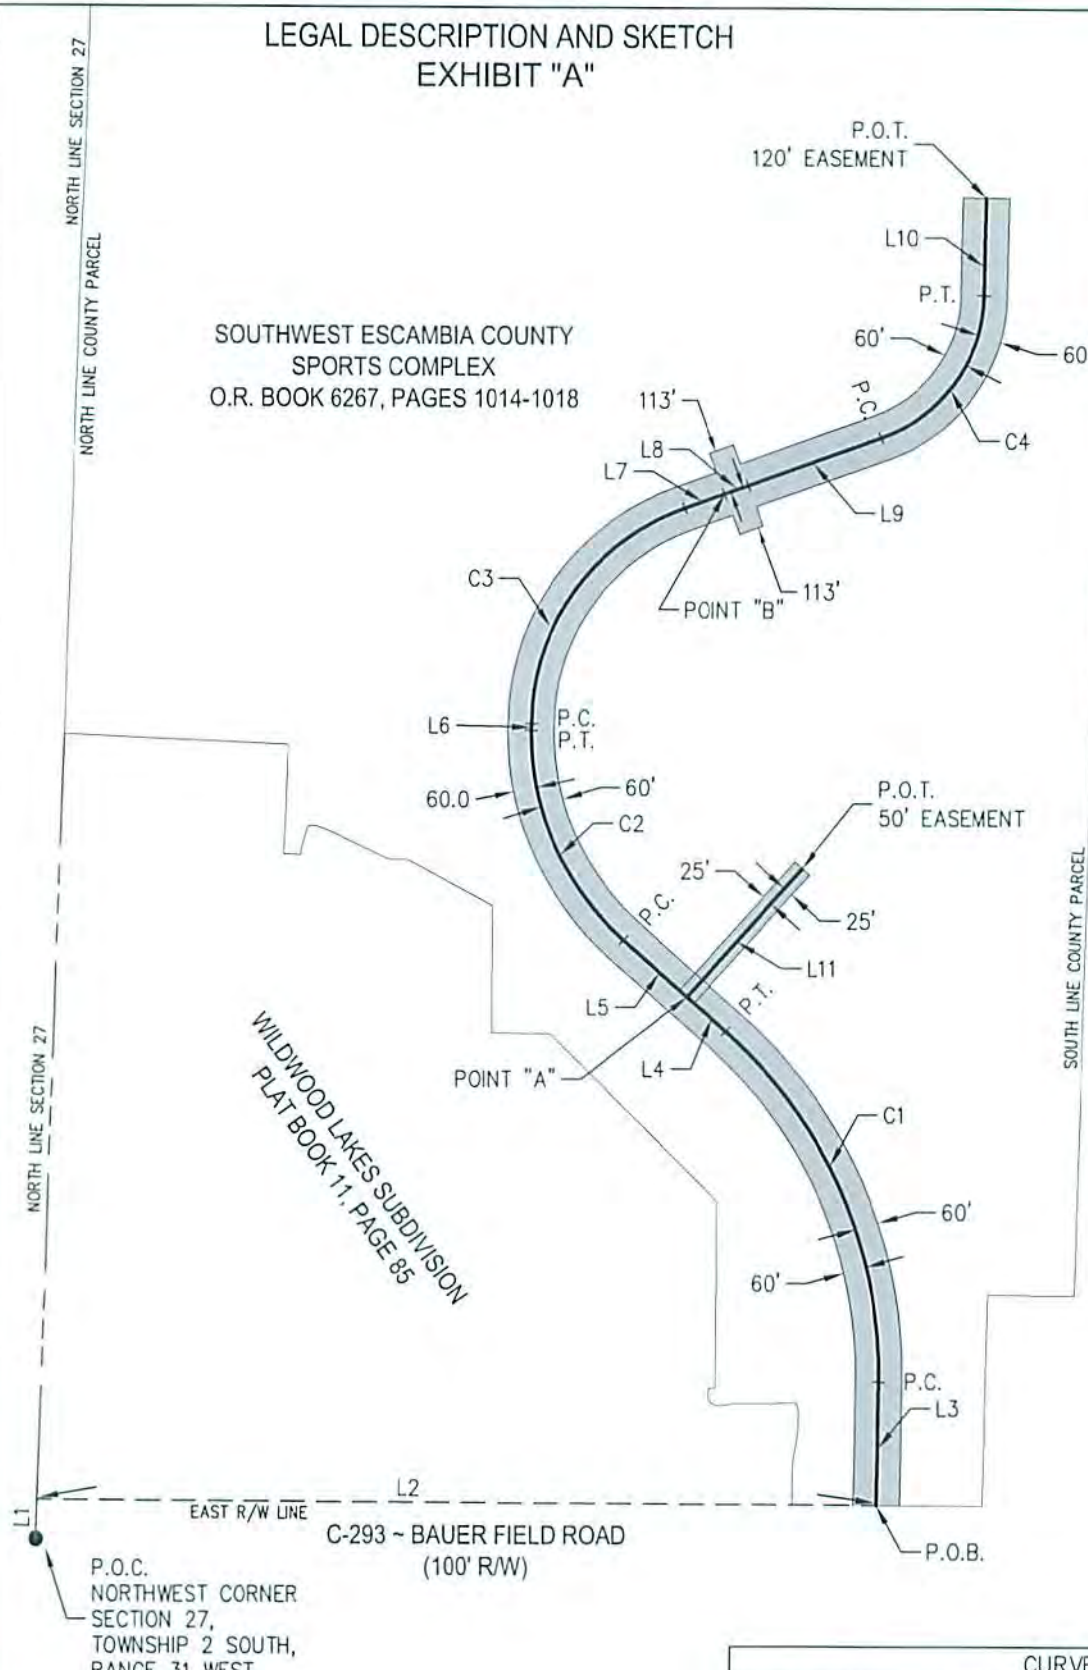 LEGAL DESCRIPTION AND SKETCH
EXHIBIT "A"
NORTH LINE SECTION 27
NORTH LINE COUNTY PARCEL
P.O.T.
120' EASEMENT
L10
P.T.
60'
60
P.C.
C4
SOUTHWEST ESCAMBIA COUNTY
SPORTS COMPLEX
O.R. BOOK 6267, PAGES 1014-1018
113'
L8
L7
L9
C3
113'
POINT "B"
L6
P.C.
P.T.
60.0
60'
C2
P.O.T.
50' EASEMENT
25'
25'
P.C.
L11
L5
P.T.
SOUTH LINE COUNTY PARCEL
POINT "A"
L4
C1
NORTH LINE SECTION 27
WILDWOOD LAKES SUBDIVISION
PLAT BOOK 11, PAGE 85
60'
60'
P.C.
L3
L2
L1
EAST R/W LINE
C-293 ~ BAUER FIELD ROAD
(100' R/W)
P.O.B.
P.O.C.
NORTHWEST CORNER
SECTION 27,
TOWNSHIP 2 SOUTH,
RANGE 31 WEST
CURVE